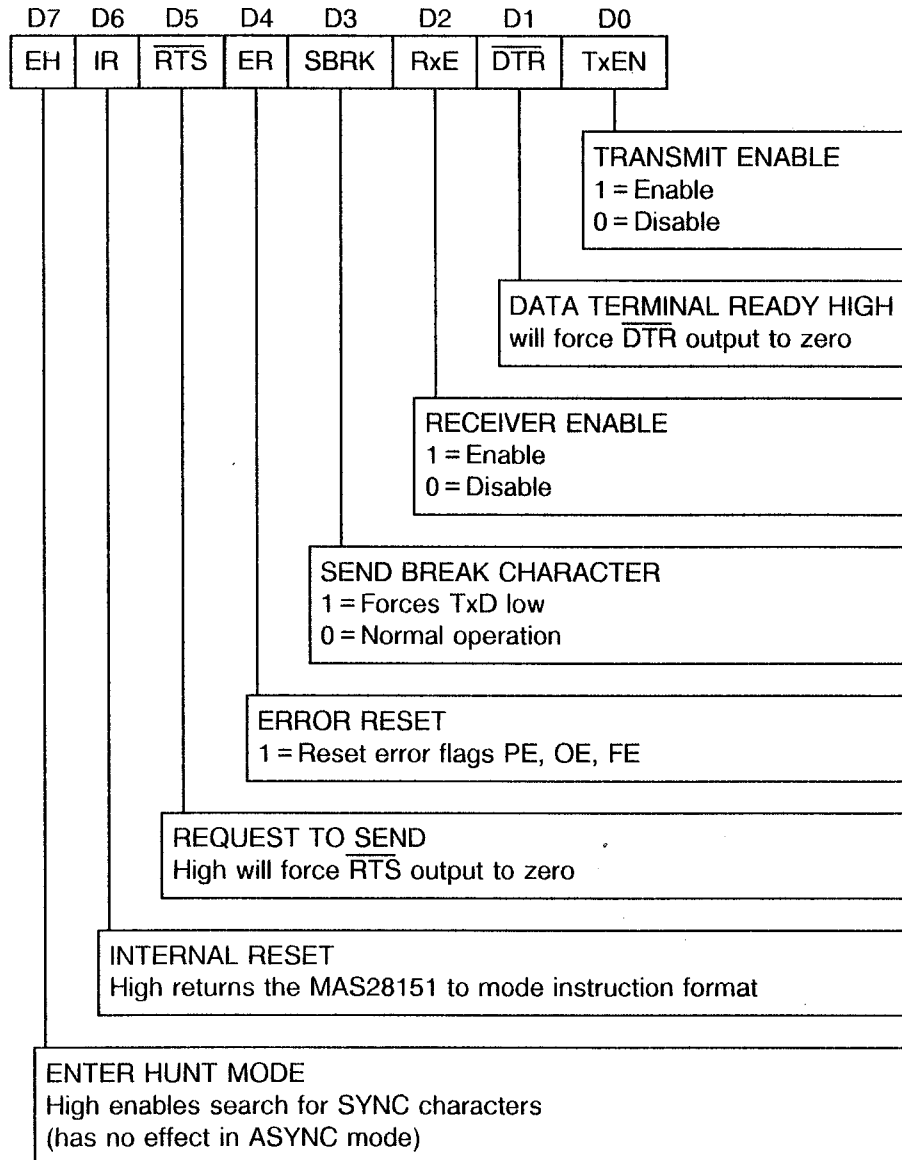 D7 D6 D5 D4 D3 D2 D1 D0
EH IR R̅T̅S̅ ER SBRK RxE D̅T̅R̅ TxEN
TRANSMIT ENABLE
1 = Enable
0 = Disable
DATA TERMINAL READY HIGH
will force D̅T̅R̅ output to zero
RECEIVER ENABLE
1 = Enable
0 = Disable
SEND BREAK CHARACTER
1 = Forces TxD low
0 = Normal operation
ERROR RESET
1 = Reset error flags PE, OE, FE
REQUEST TO SEND
High will force R̅T̅S̅ output to zero
INTERNAL RESET
High returns the MAS28151 to mode instruction format
ENTER HUNT MODE
High enables search for SYNC characters
(has no effect in ASYNC mode)